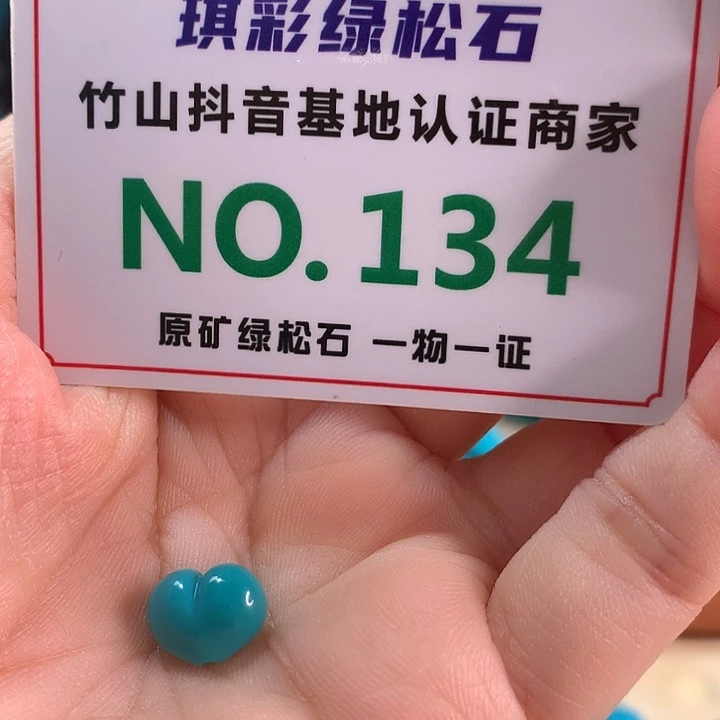 琪彩绿松石
竹山抖音基地认证商家
NO.134
原矿绿松石 一物一证